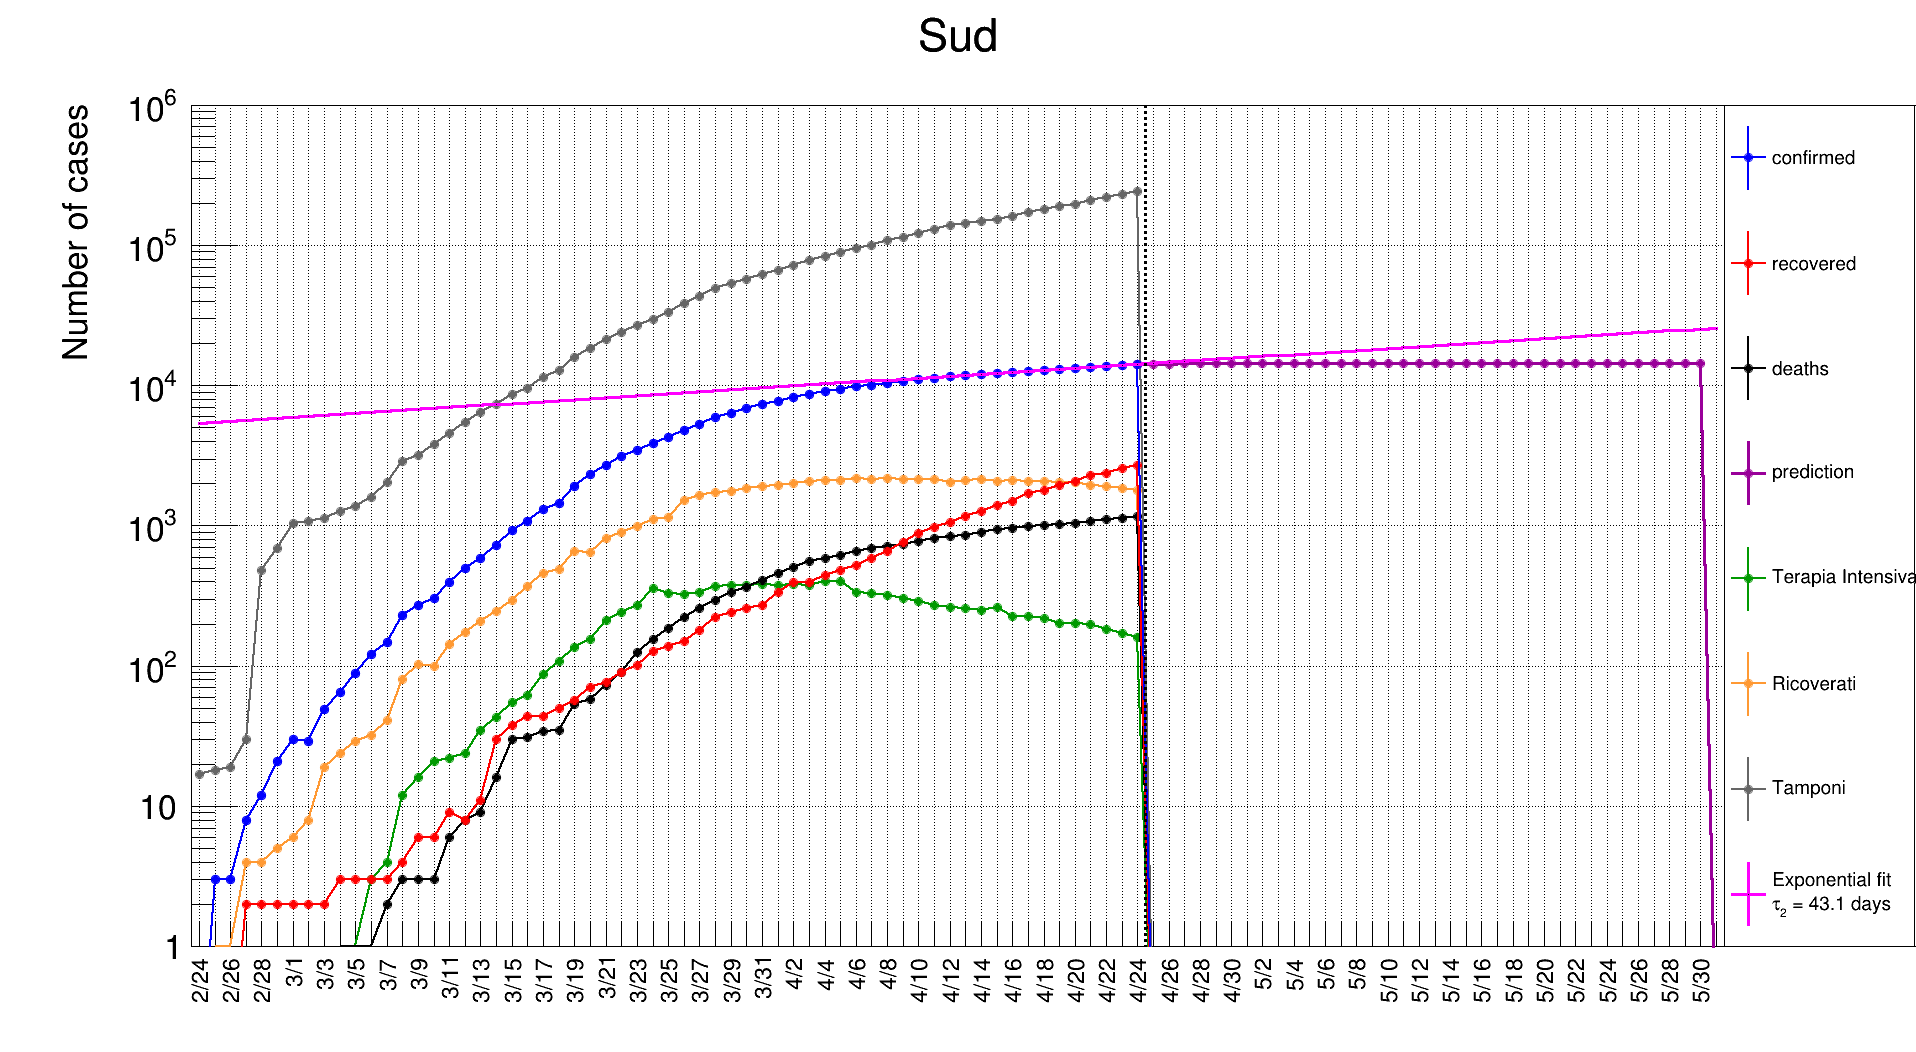 Sud
Number of cases
10^6
10^5
10^4
10^3
10^2
10
1
2/24 2/26 2/28 3/1 3/3 3/5 3/7 3/9 3/11 3/13 3/15 3/17 3/19 3/21 3/23 3/25 3/27 3/29 3/31 4/2 4/4 4/6 4/8 4/10 4/12 4/14 4/16 4/18 4/20 4/22 4/24 4/26 4/28 4/30 5/2 5/4 5/6 5/8 5/10 5/12 5/14 5/16 5/18 5/20 5/22 5/24 5/26 5/28 5/30
confirmed
recovered
deaths
prediction
Terapia Intensiva
Ricoverati
Tamponi
Exponential fit
τ₂ = 43.1 days